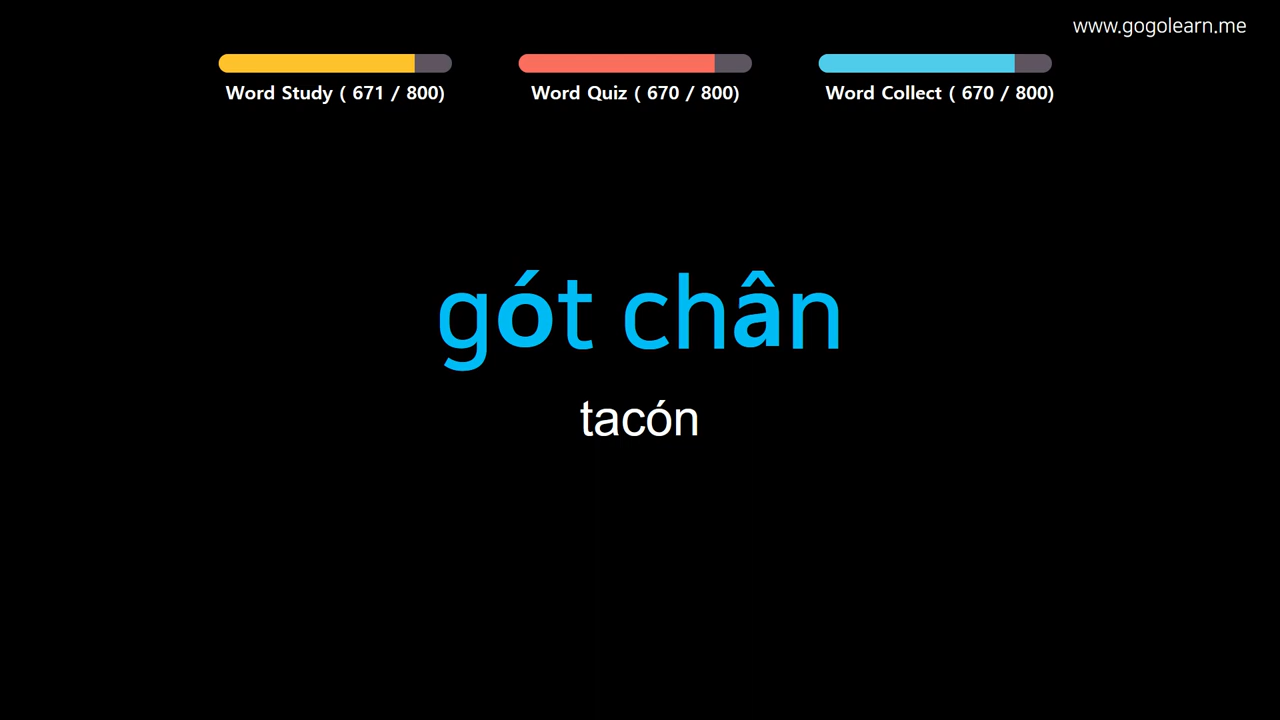 www.gogolearn.me
Word Study ( 671 / 800)
Word Quiz ( 670 / 800)
Word Collect ( 670 / 800)
gót chân
tacón